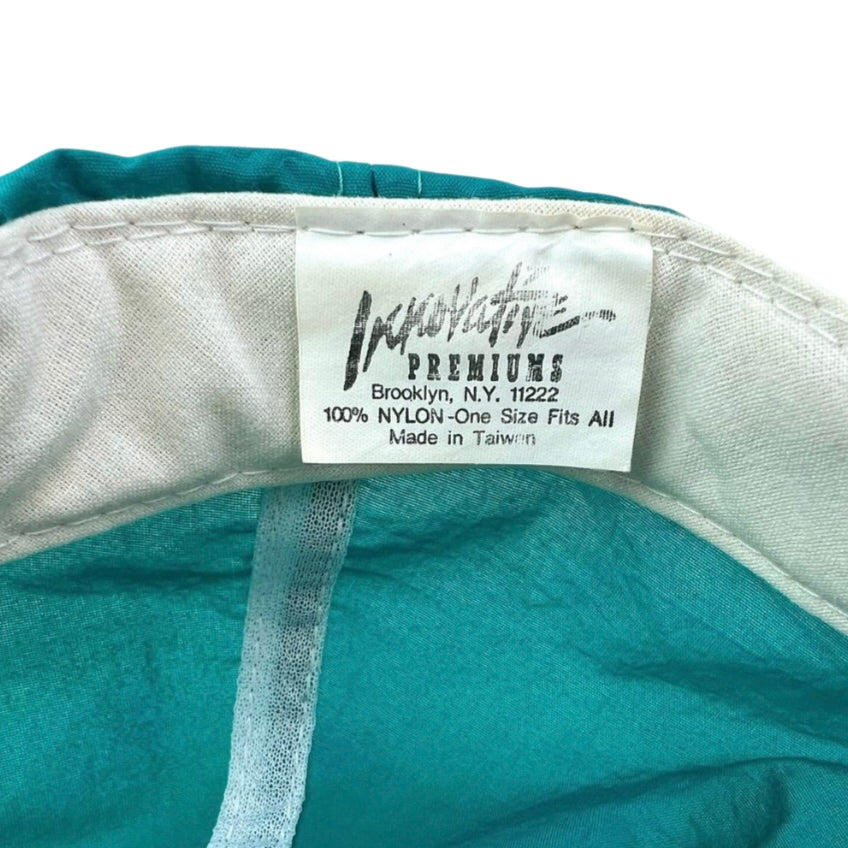 Innovative
PREMIUMS
Brooklyn, N.Y. 11222
100% NYLON-One Size Fits All
Made in Taiwan